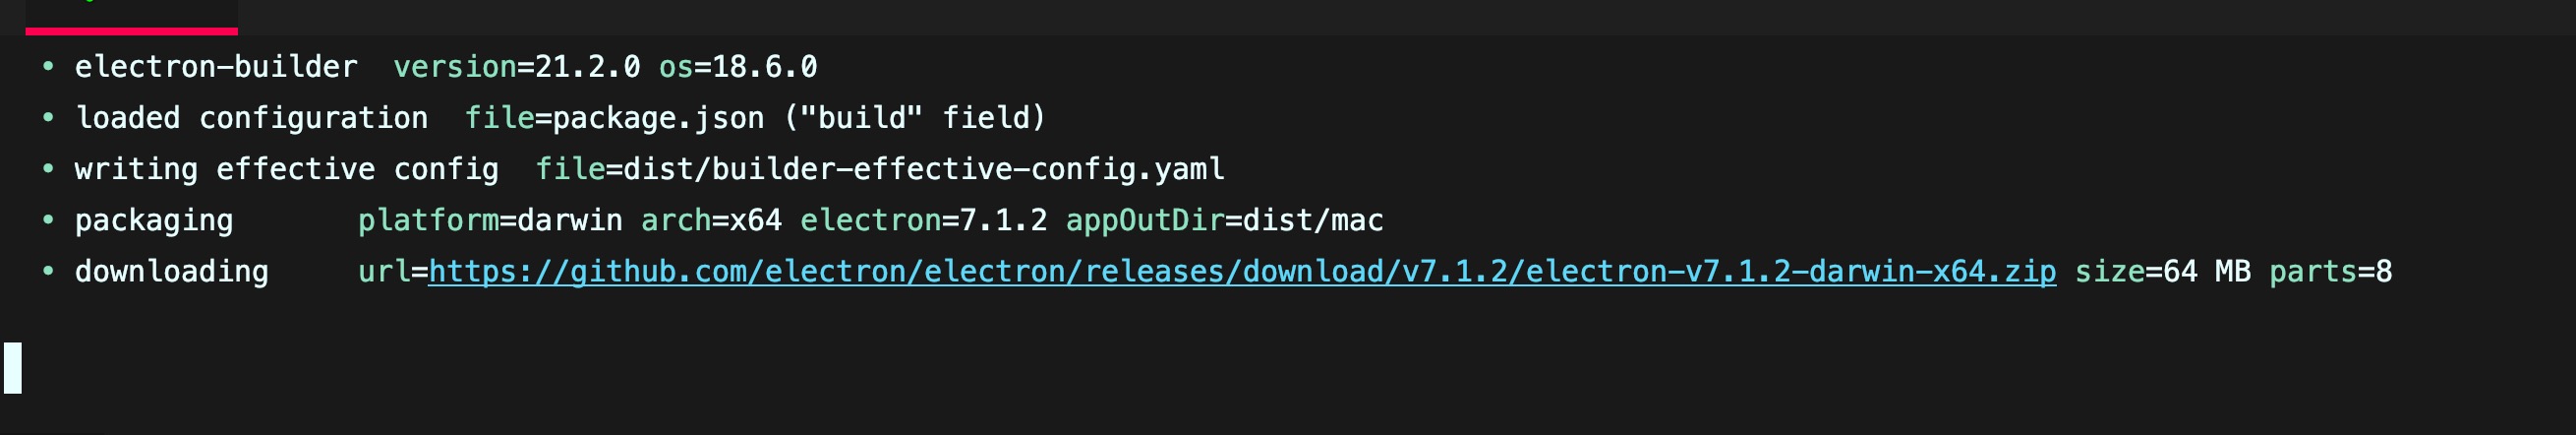 • electron-builder  version=21.2.0 os=18.6.0
• loaded configuration  file=package.json ("build" field)
• writing effective config  file=dist/builder-effective-config.yaml
• packaging       platform=darwin arch=x64 electron=7.1.2 appOutDir=dist/mac
• downloading     url=https://github.com/electron/electron/releases/download/v7.1.2/electron-v7.1.2-darwin-x64.zip size=64 MB parts=8